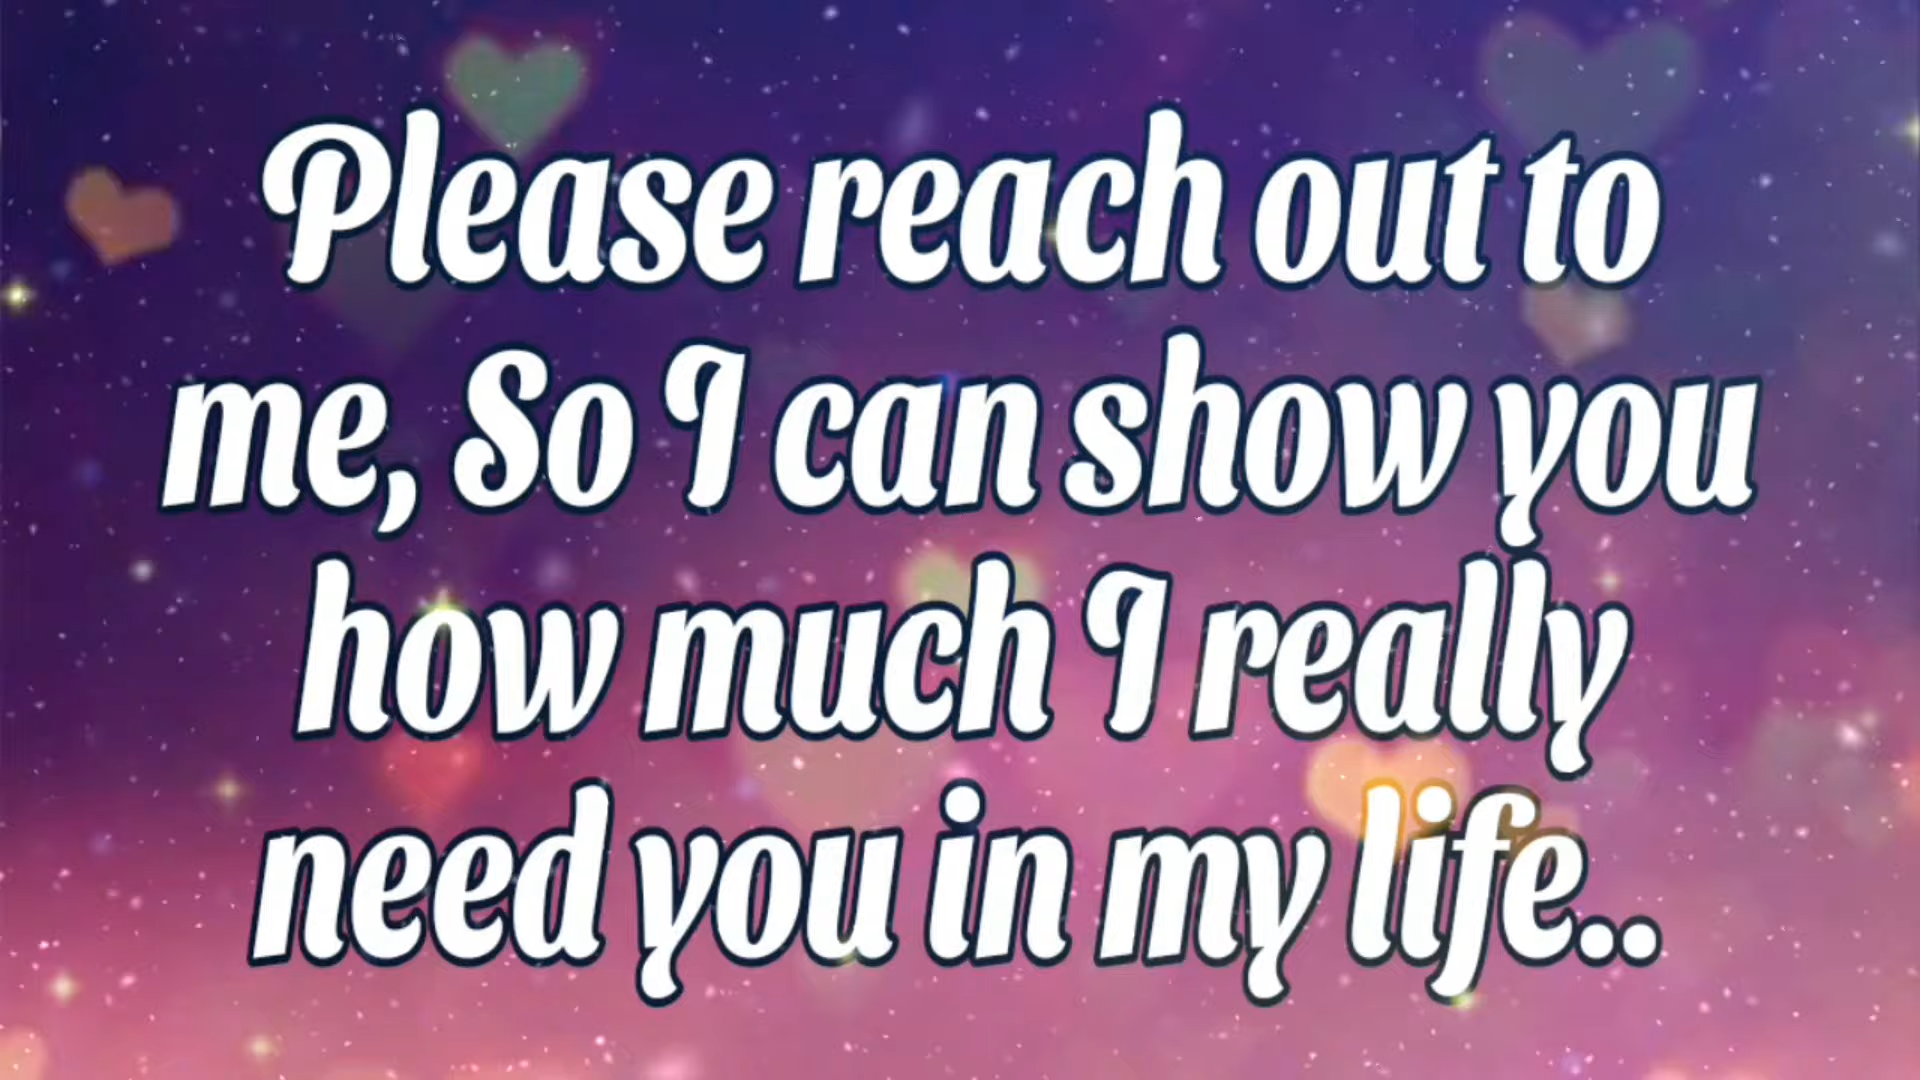 Please reach out to
me, So I can show you
how much I really
need you in my life..